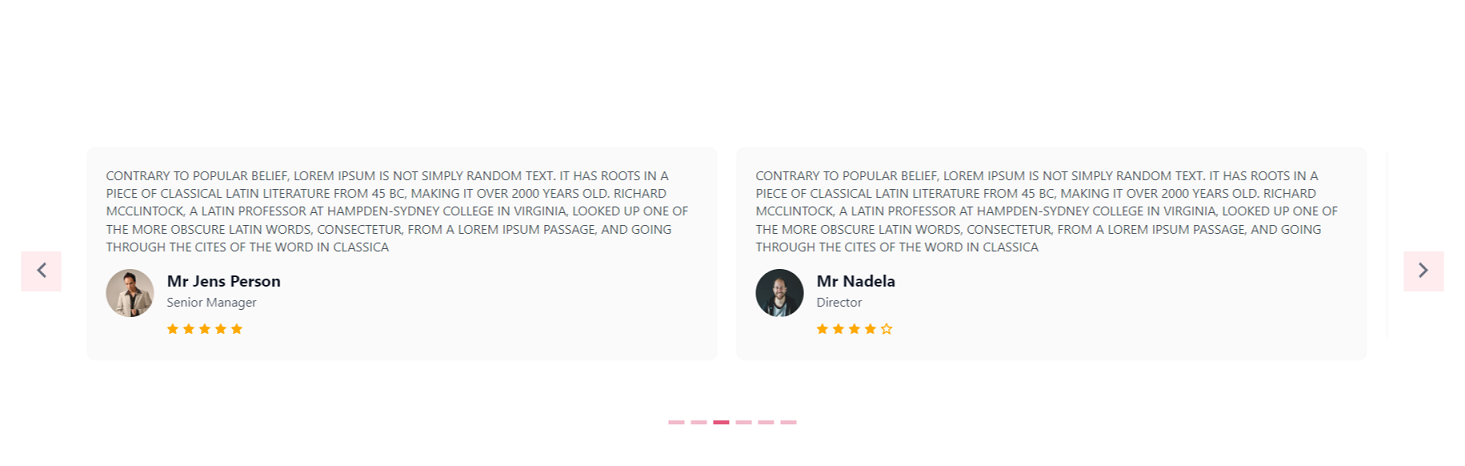 CONTRARY TO POPULAR BELIEF, LOREM IPSUM IS NOT SIMPLY RANDOM TEXT. IT HAS ROOTS IN A
PIECE OF CLASSICAL LATIN LITERATURE FROM 45 BC, MAKING IT OVER 2000 YEARS OLD. RICHARD
MCCLINTOCK, A LATIN PROFESSOR AT HAMPDEN-SYDNEY COLLEGE IN VIRGINIA, LOOKED UP ONE OF
THE MORE OBSCURE LATIN WORDS, CONSECTETUR, FROM A LOREM IPSUM PASSAGE, AND GOING
THROUGH THE CITES OF THE WORD IN CLASSICA
Mr Jens Person
Senior Manager
CONTRARY TO POPULAR BELIEF, LOREM IPSUM IS NOT SIMPLY RANDOM TEXT. IT HAS ROOTS IN A
PIECE OF CLASSICAL LATIN LITERATURE FROM 45 BC, MAKING IT OVER 2000 YEARS OLD. RICHARD
MCCLINTOCK, A LATIN PROFESSOR AT HAMPDEN-SYDNEY COLLEGE IN VIRGINIA, LOOKED UP ONE OF
THE MORE OBSCURE LATIN WORDS, CONSECTETUR, FROM A LOREM IPSUM PASSAGE, AND GOING
THROUGH THE CITES OF THE WORD IN CLASSICA
Mr Nadela
Director